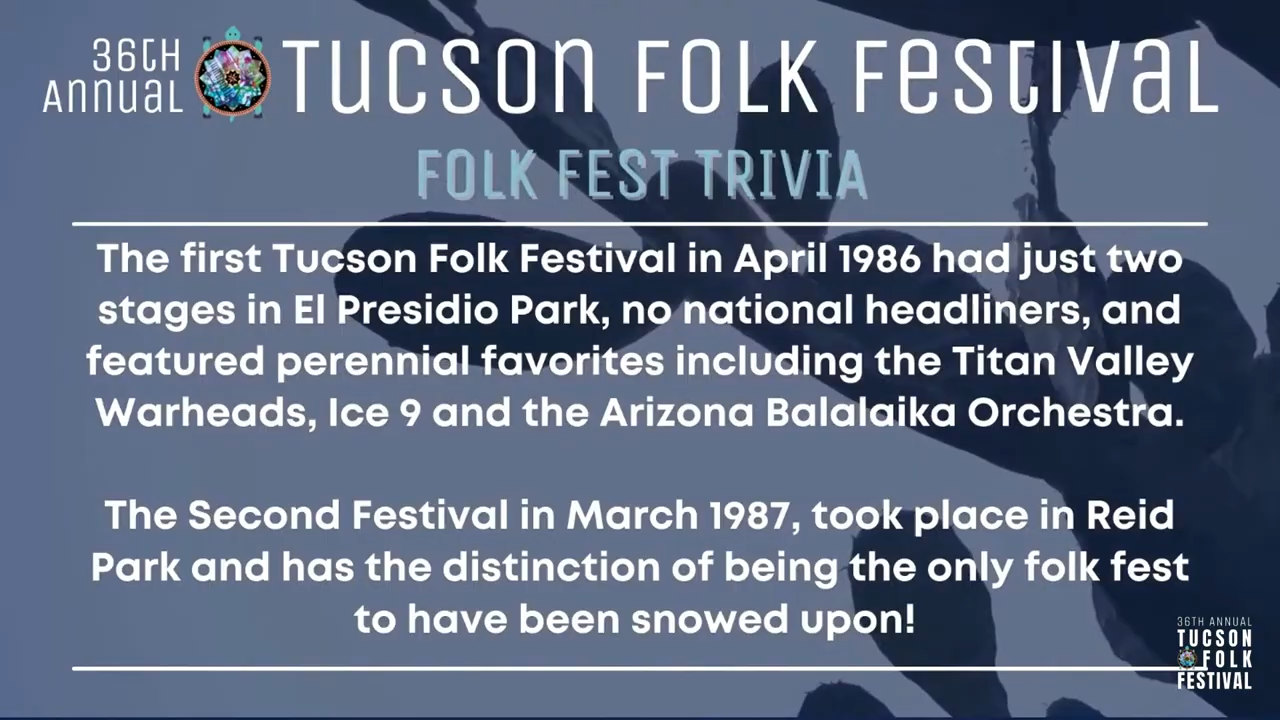 36th
Annual
Tucson Folk Festival
FOLK FEST TRIVIA
The first Tucson Folk Festival in April 1986 had just two
stages in El Presidio Park, no national headliners, and
featured perennial favorites including the Titan Valley
Warheads, Ice 9 and the Arizona Balalaika Orchestra.
The Second Festival in March 1987, took place in Reid
Park and has the distinction of being the only folk fest
to have been snowed upon!
36TH ANNUAL
TUCSON
FOLK
FESTIVAL